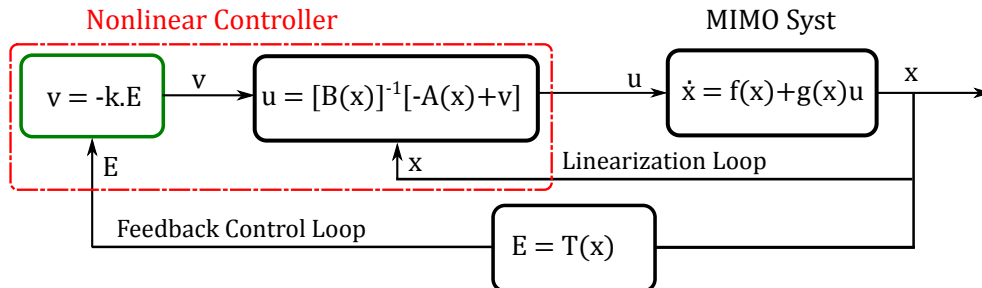 Nonlinear Controller
MIMO Syst
v = -k.E
v
u = [B(x)]⁻¹[-A(x)+v]
u
ẋ = f(x)+g(x)u
x
E
x
Linearization Loop
Feedback Control Loop
E = T(x)